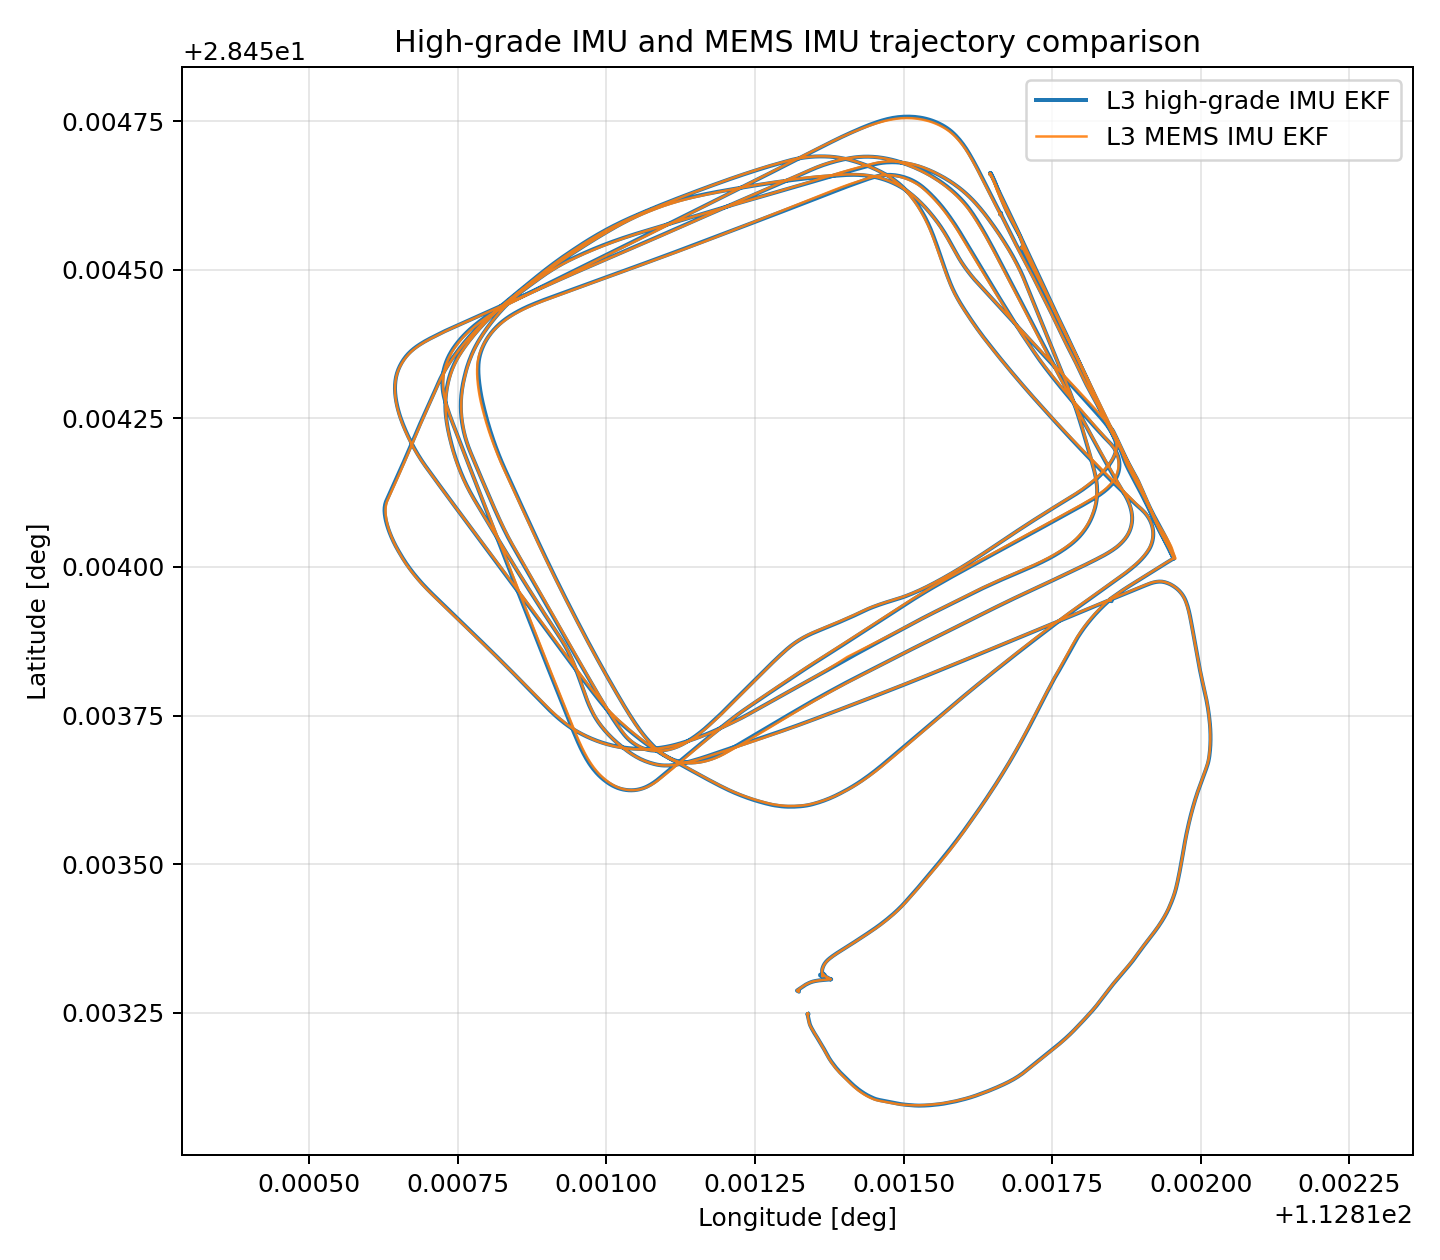 High-grade IMU and MEMS IMU trajectory comparison
+2.845e1
L3 high-grade IMU EKF
L3 MEMS IMU EKF
0.00475
0.00450
0.00425
0.00400
0.00375
0.00350
0.00325
Latitude [deg]
0.00050 0.00075 0.00100 0.00125 0.00150 0.00175 0.00200 0.00225
Longitude [deg]
+1.1281e2